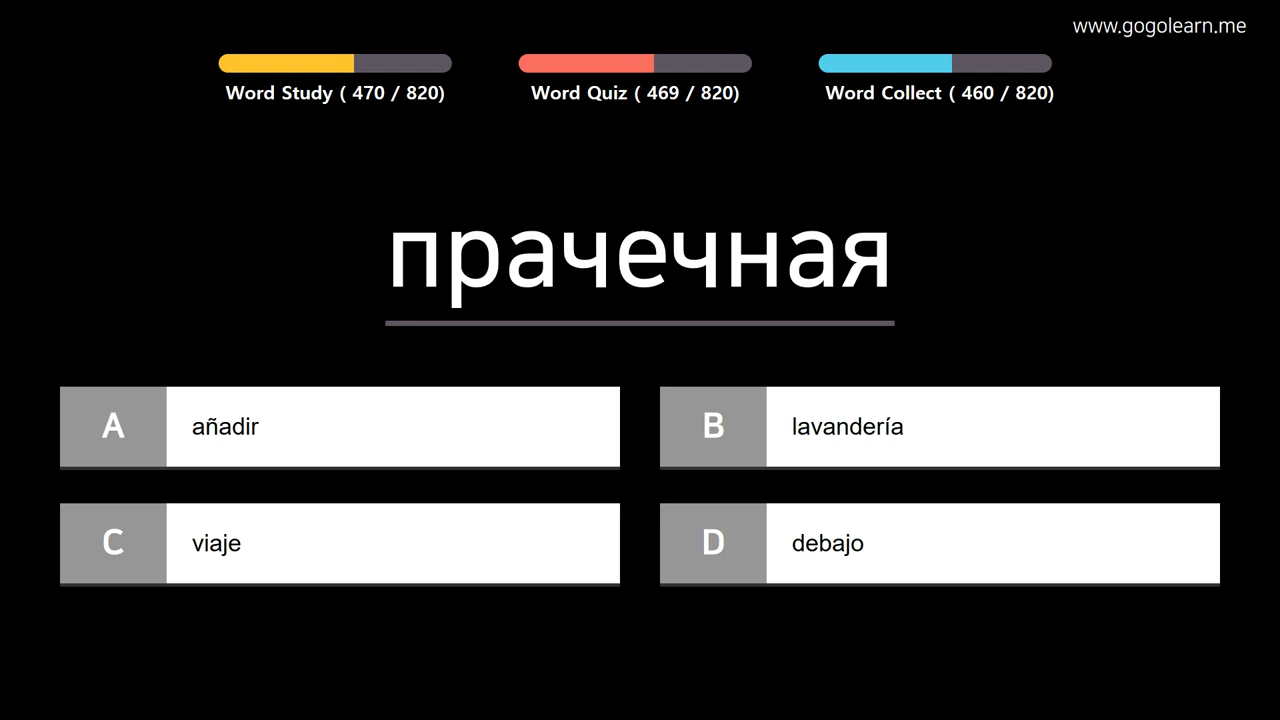 www.gogolearn.me
Word Study ( 470 / 820)
Word Quiz ( 469 / 820)
Word Collect ( 460 / 820)
прачечная
A añadir
B lavandería
C viaje
D debajo